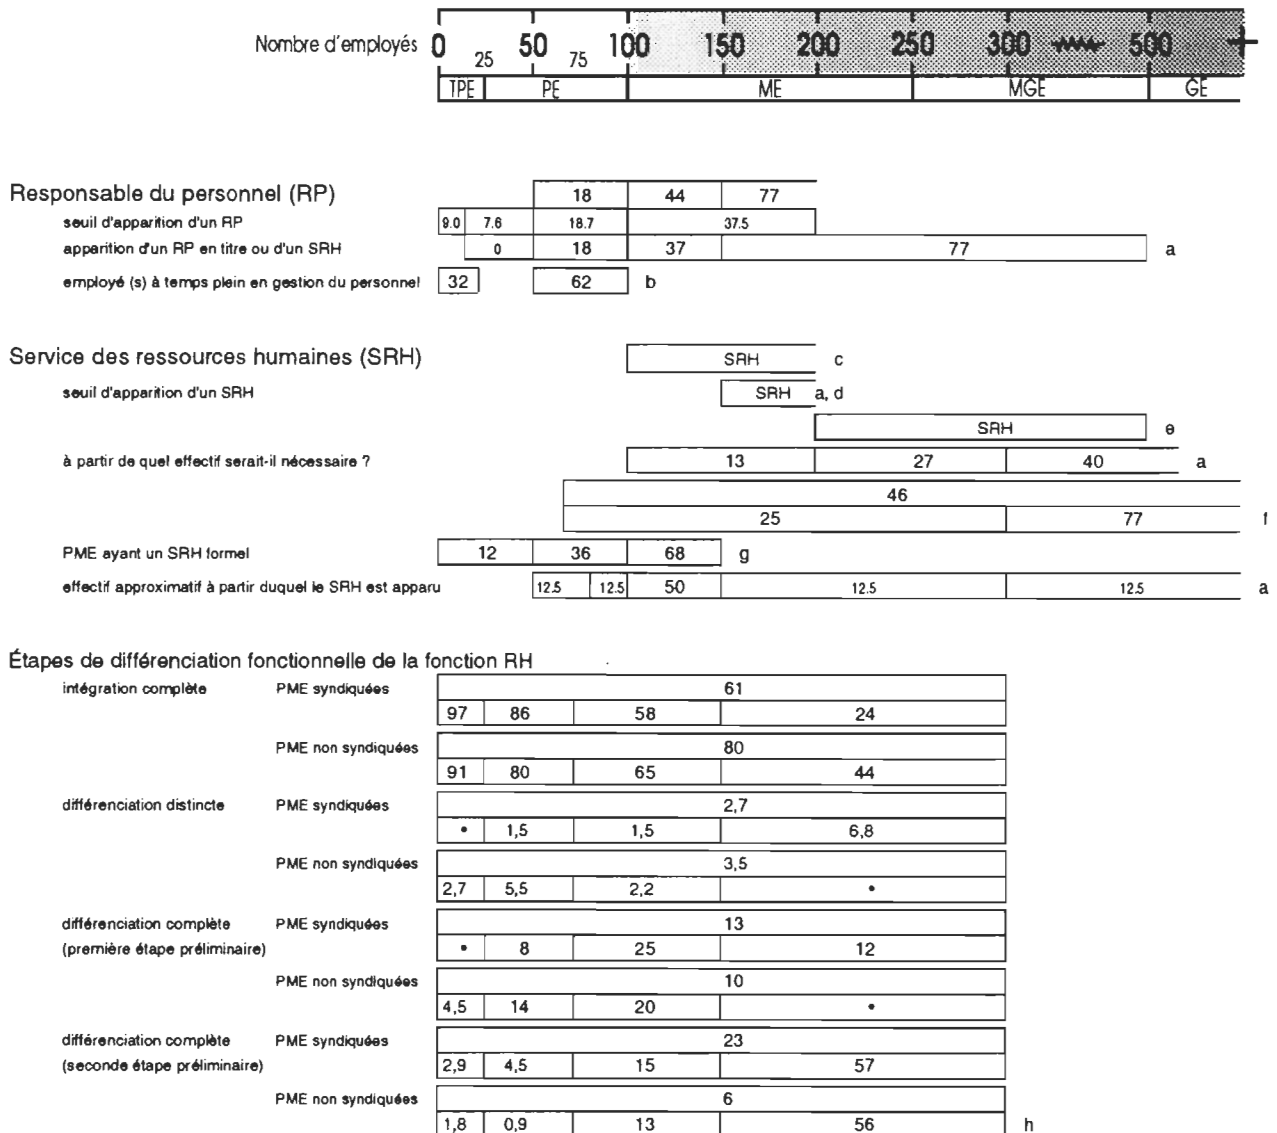 Nombre d'employés 0 25 50 75 100 150 200 250 300 500 +
TPE PE ME MGE GE
Responsable du personnel (RP) 18 44 77
seuil d'apparition d'un RP 9.0 7.6 18.7 37.5
apparition d'un RP en titre ou d'un SRH 0 18 37 77 a
employé (s) à temps plein en gestion du personnel 32 62 b
Service des ressources humaines (SRH) SRH c
seuil d'apparition d'un SRH SRH a, d
SRH e
à partir de quel effectif serait-il nécessaire ? 13 27 40 a
46
25 77 f
PME ayant un SRH formel 12 36 68 g
effectif approximatif à partir duquel le SRH est apparu 12.5 12.5 50 12.5 12.5 a
Étapes de différenciation fonctionnelle de la fonction RH
intégration complète PME syndiquées 61
97 86 58 24
PME non syndiquées 80
91 80 65 44
différenciation distincte PME syndiquées 2,7
• 1,5 1,5 6,8
PME non syndiquées 3,5
2,7 5,5 2,2 •
différenciation complète PME syndiquées 13
(première étape préliminaire) • 8 25 12
PME non syndiquées 10
4,5 14 20 •
différenciation complète PME syndiquées 23
(seconde étape préliminaire) 2,9 4,5 15 57
PME non syndiquées 6
1,8 0,9 13 56 h